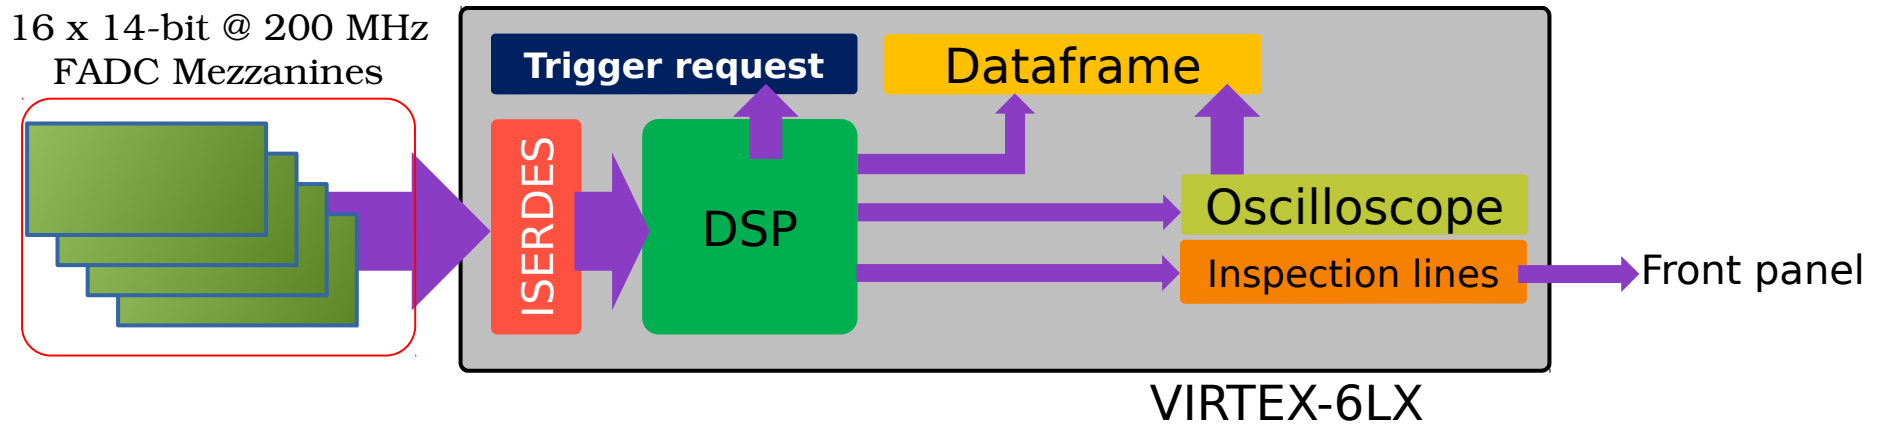 16 x 14-bit @ 200 MHz
FADC Mezzanines
Trigger request
Dataframe
ISERDES
DSP
Oscilloscope
Inspection lines
Front panel
VIRTEX-6LX